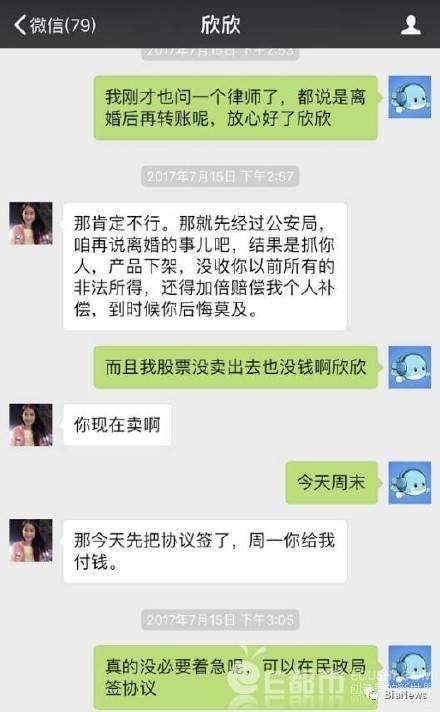 微信(79)
欣欣
2017年7月15日 下午2:53
我刚才也问一个律师了，都说是离
婚后再转账呢，放心好了欣欣
2017年7月15日 下午2:57
那肯定不行。那就先经过公安局，
咱再说离婚的事儿吧，结果是抓你
人，产品下架，没收你以前所有的
非法所得，还得加倍赔偿我个人补
偿，到时候你后悔莫及。
而且我股票没卖出去也没钱啊欣欣
你现在卖啊
今天周末
那今天先把协议签了，周一你给我
付钱。
2017年7月15日 下午3:05
真的没必要着急呢，可以在民政局
签协议
E都市
BiaNews